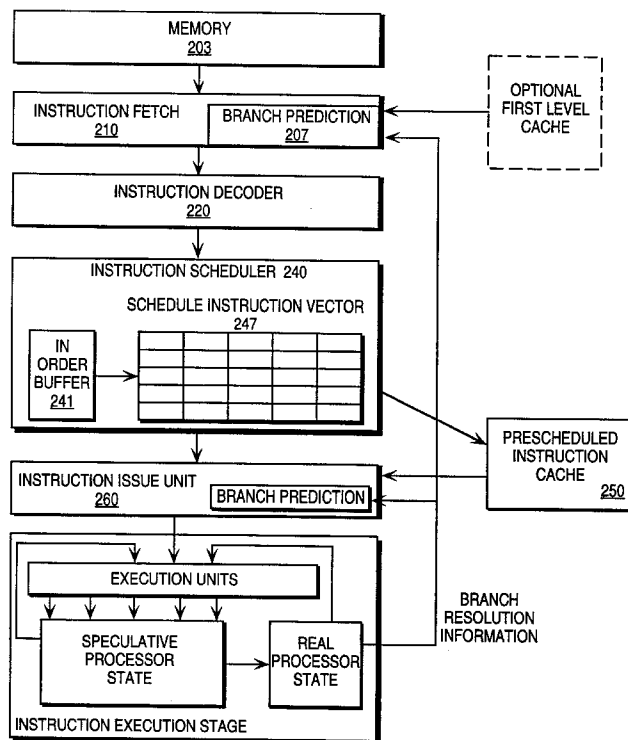 MEMORY
203
INSTRUCTION FETCH
210
BRANCH PREDICTION
207
OPTIONAL
FIRST LEVEL
CACHE
INSTRUCTION DECODER
220
INSTRUCTION SCHEDULER 240
SCHEDULE INSTRUCTION VECTOR
247
IN
ORDER
BUFFER
241
PRESCHEDULED
INSTRUCTION
CACHE
250
INSTRUCTION ISSUE UNIT
260
BRANCH PREDICTION
EXECUTION UNITS
SPECULATIVE
PROCESSOR
STATE
REAL
PROCESSOR
STATE
BRANCH
RESOLUTION
INFORMATION
INSTRUCTION EXECUTION STAGE